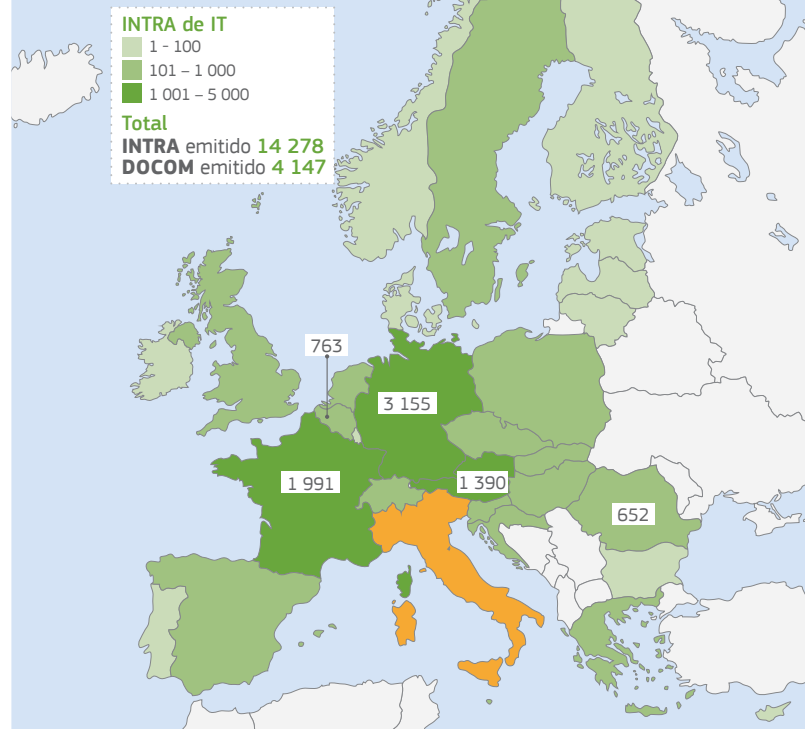 INTRA de IT
1 - 100
101 – 1 000
1 001 – 5 000
Total
INTRA emitido 14 278
DOCOM emitido 4 147
763
3 155
1 991
1 390
652